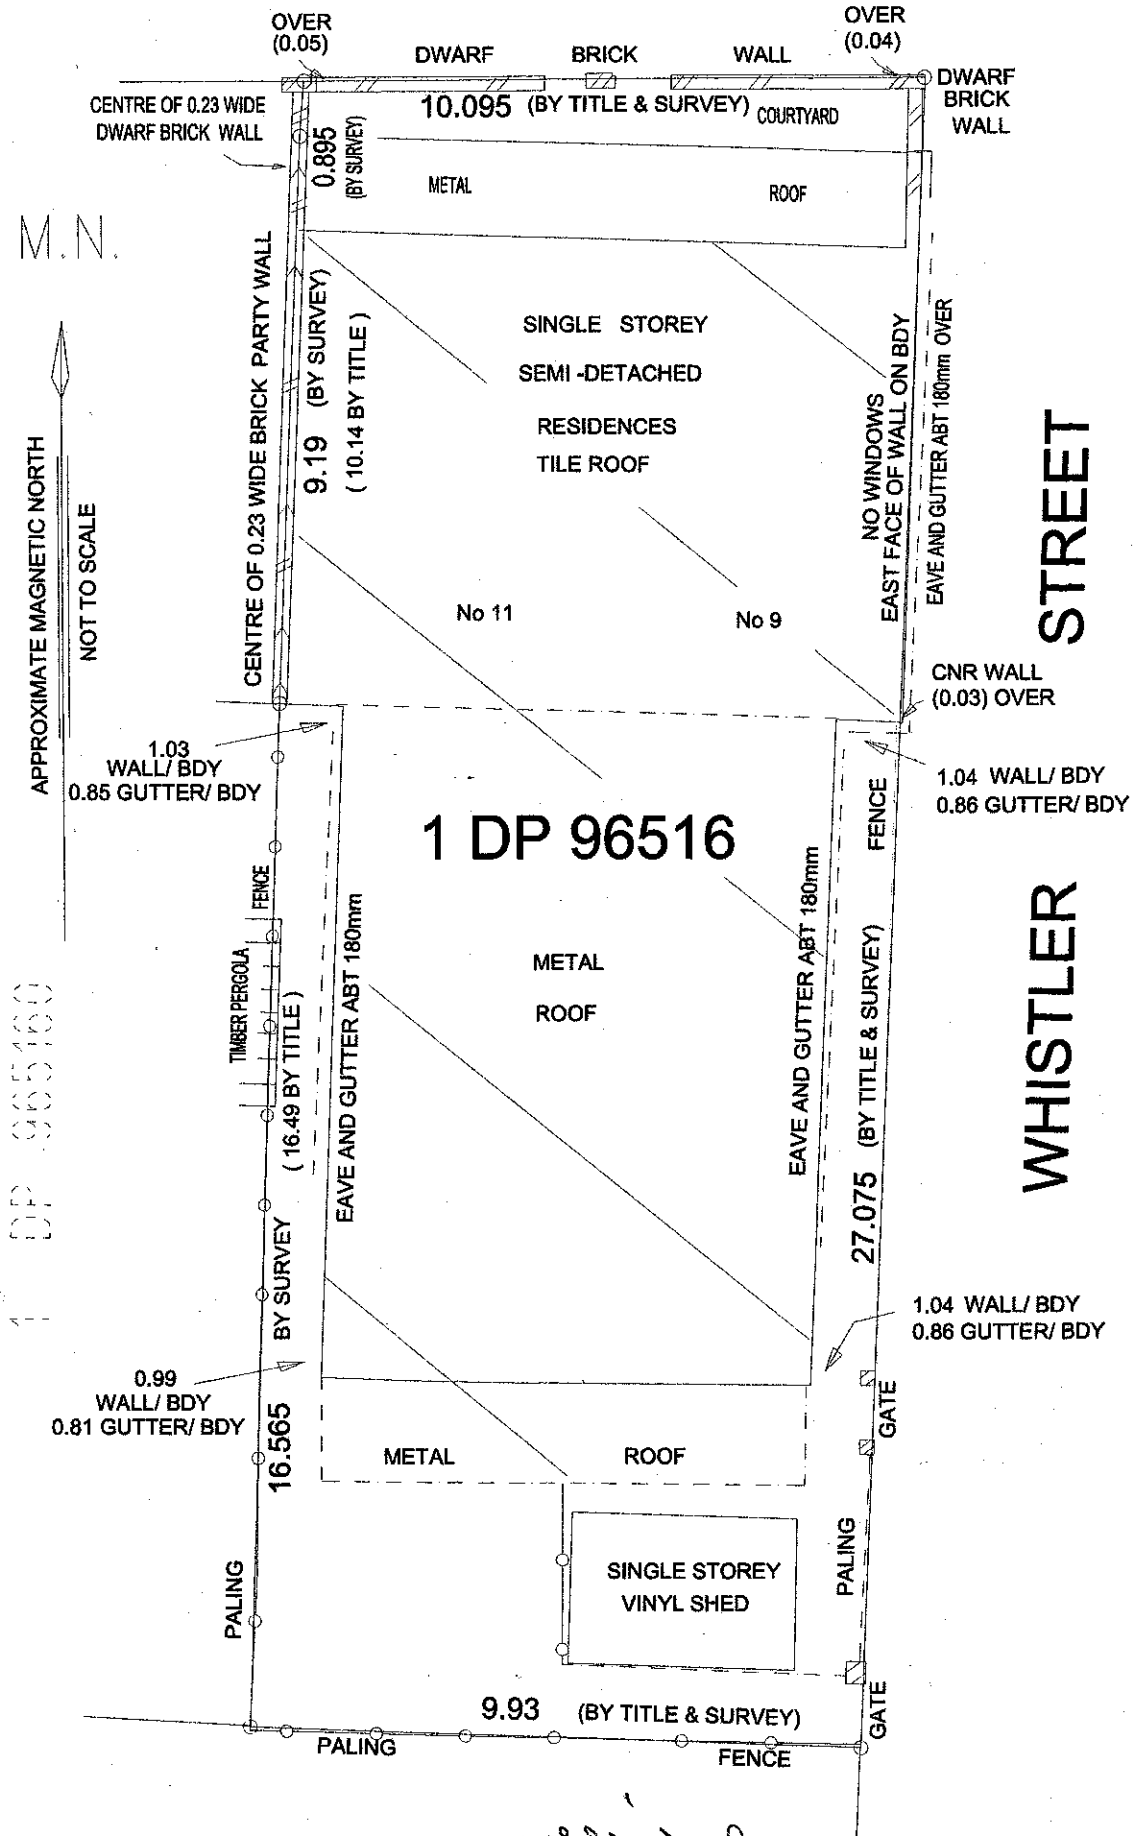 OVER
(0.05)
OVER
(0.04)
DWARF BRICK WALL
DWARF
BRICK
WALL
CENTRE OF 0.23 WIDE
DWARF BRICK WALL
10.095 (BY TITLE & SURVEY)
COURTYARD
0.895
(BY SURVEY)
METAL ROOF
M.N.
APPROXIMATE MAGNETIC NORTH
NOT TO SCALE
CENTRE OF 0.23 WIDE BRICK PARTY WALL
9.19 (BY SURVEY)
( 10.14 BY TITLE )
SINGLE STOREY
SEMI -DETACHED
RESIDENCES
TILE ROOF
NO WINDOWS
EAST FACE OF WALL ON BDY
EAVE AND GUTTER ABT 180mm OVER
WHISTLER STREET
No 11
No 9
CNR WALL
(0.03) OVER
1.03
WALL/ BDY
0.85 GUTTER/ BDY
1.04 WALL/ BDY
0.86 GUTTER/ BDY
1 DP 96516
FENCE
FENCE
TIMBER PERGOLA
( 16.49 BY TITLE )
EAVE AND GUTTER ABT 180mm
METAL
ROOF
EAVE AND GUTTER ABT 180mm
27.075 (BY TITLE & SURVEY)
1 DP 965160
16.565 BY SURVEY
1.04 WALL/ BDY
0.86 GUTTER/ BDY
0.99
WALL/ BDY
0.81 GUTTER/ BDY
GATE
METAL ROOF
PALING
PALING
SINGLE STOREY
VINYL SHED
GATE
9.93 (BY TITLE & SURVEY)
PALING FENCE